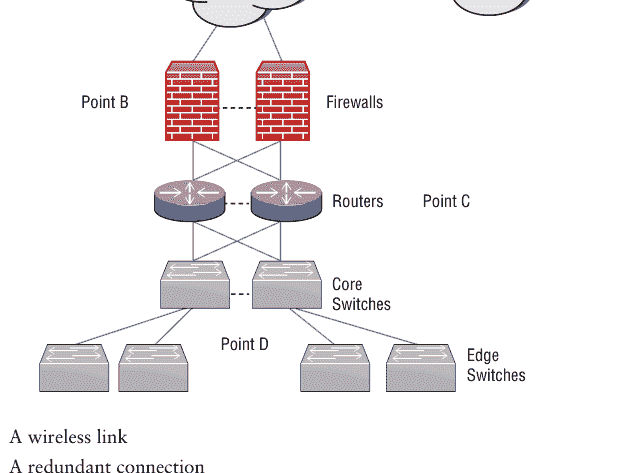 Point B
Firewalls
Routers
Point C
Core
Switches
Point D
Edge
Switches
A wireless link
A redundant connection